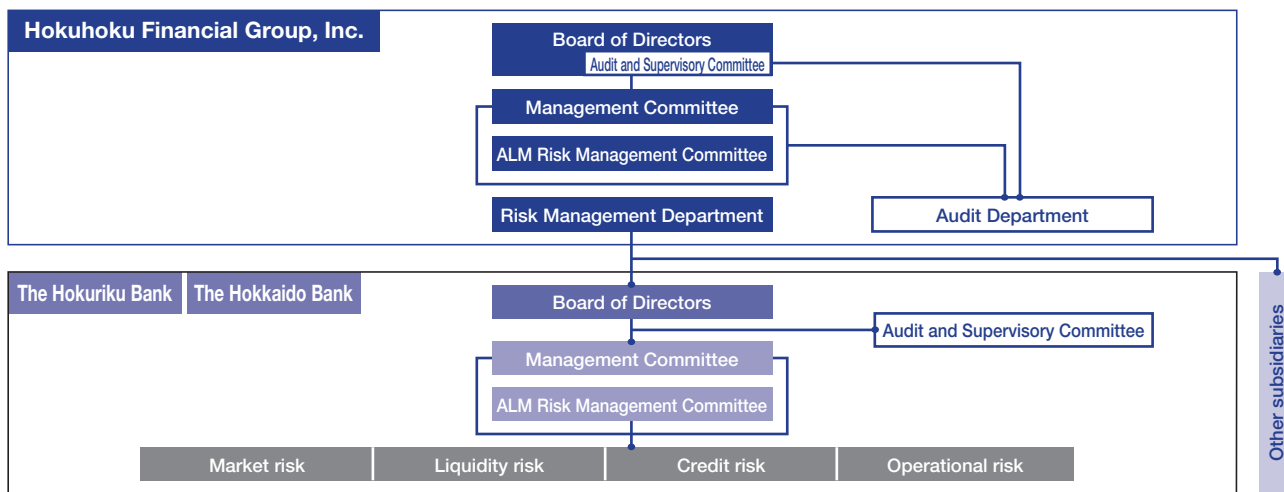 Hokuhoku Financial Group, Inc.
Board of Directors
Audit and Supervisory Committee
Management Committee
ALM Risk Management Committee
Risk Management Department
Audit Department
The Hokuriku Bank
The Hokkaido Bank
Board of Directors
Audit and Supervisory Committee
Management Committee
ALM Risk Management Committee
Market risk
Liquidity risk
Credit risk
Operational risk
Other subsidiaries